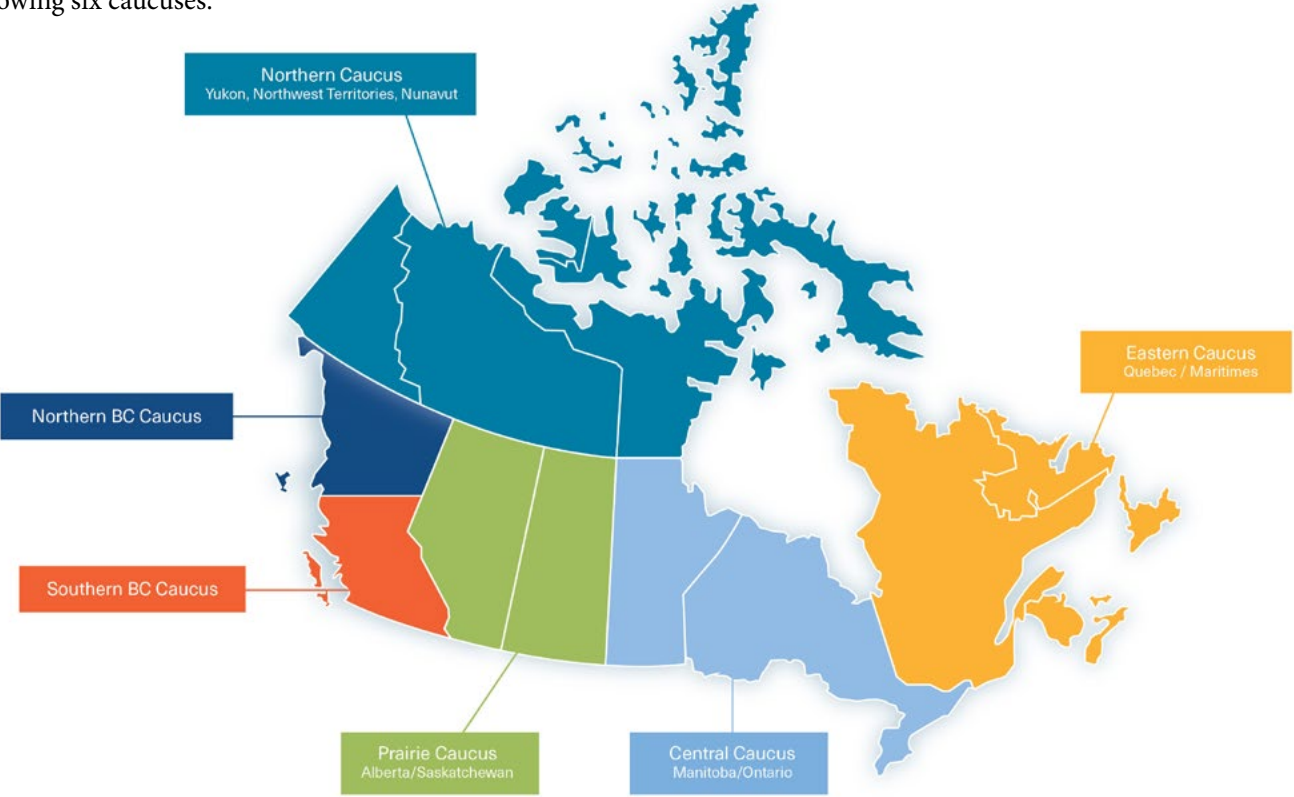 owing six caucuses.
Northern Caucus
Yukon, Northwest Territories, Nunavut
Eastern Caucus
Quebec / Maritimes
Northern BC Caucus
Southern BC Caucus
Prairie Caucus
Alberta/Saskatchewan
Central Caucus
Manitoba/Ontario